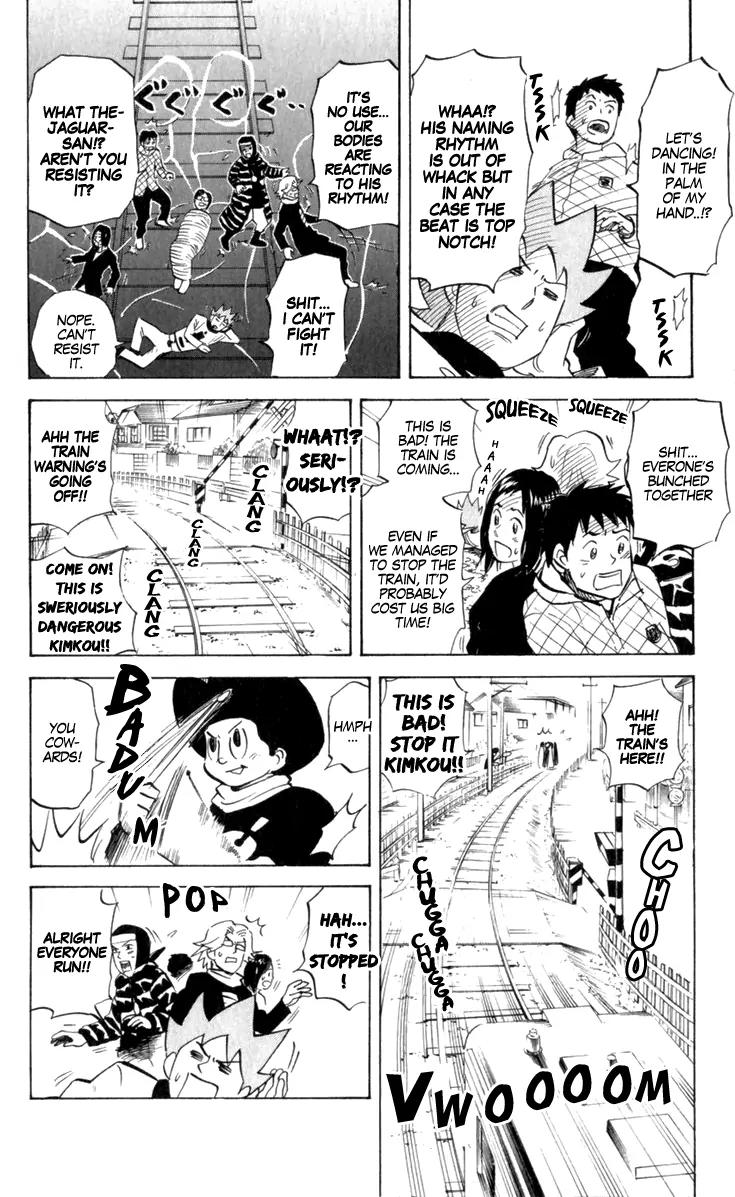 LET'S
DANCING!
IN THE
PALM
OF MY
HAND..!?
TSSK
WHAA!?
HIS NAMING
RHYTHM
IS OUT OF
WHACK BUT
IN ANY
CASE THE
BEAT IS TOP
NOTCH!
TSSK
IT'S
NO USE...
OUR
BODIES
ARE
REACTING
TO HIS
RHYTHM!
ぐぐぐぐ..
WHAT THE-
JAGUAR-
SAN!?
AREN'T YOU
RESISTING
IT?
SHIT...
I CAN'T
FIGHT
IT!
NOPE.
CAN'T
RESIST
IT.
SHIT...
EVERONE'S
BUNCHED
TOGETHER
SQUEEZE
SQUEEZE
THIS IS
BAD! THE
TRAIN IS
COMING...
HAAAH
EVEN IF
WE MANAGED
TO STOP THE
TRAIN, IT'D
PROBABLY
COST US BIG
TIME!
WHAAT!?
SERI-
OUSLY!?
AHH THE
TRAIN
WARNING'S
GOING
OFF!!
CLANG
CLANG
CLANG
COME ON!
THIS IS
SWERIOUSLY
DANGEROUS
KIMKOU!!
AHH!
THE
TRAIN'S
HERE!!
THIS IS
BAD!
STOP IT
KIMKOU!!
CHOO
CHUGGA
CHUGGA
VWOOOOM
HMPH
...
YOU
COW-
ARDS!
BADUM
POP
HAH...
IT'S
STOPPED
!
ALRIGHT
EVERYONE
RUN!!